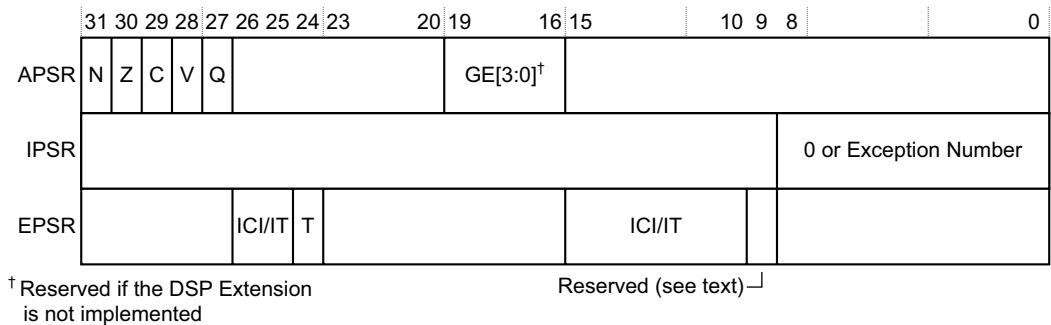 31 30 29 28 27 26 25 24 23 20 19 16 15 10 9 8 0
APSR N Z C V Q GE[3:0]†
IPSR 0 or Exception Number
EPSR ICI/IT T ICI/IT
† Reserved if the DSP Extension
is not implemented
Reserved (see text)